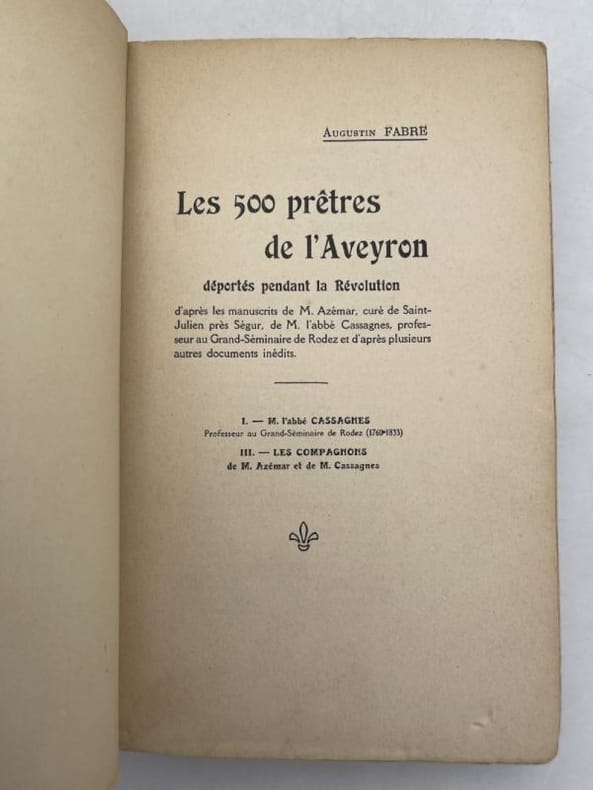 Augustin FABRE
Les 500 prêtres
de l'Aveyron
déportés pendant la Révolution
d'après les manuscrits de M. Azémar, curé de Saint-
Julien près Ségur, de M. l'abbé Cassagnes, profes-
seur au Grand-Séminaire de Rodez et d'après plusieurs
autres documents inédits.
I. — M. l'abbé CASSAGNES
Professeur au Grand-Séminaire de Rodez (1760-1833)
III. — LES COMPAGNONS
de M. Azémar et de M. Cassagnes